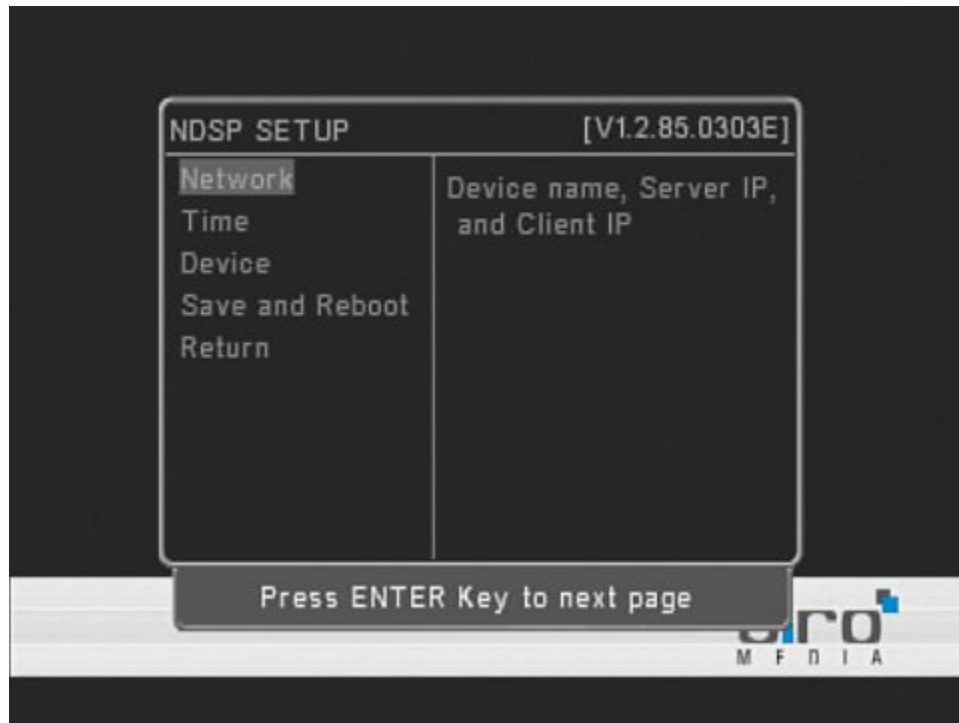 NDSP SETUP [V1.2.85.0303E]
Network
Time
Device
Save and Reboot
Return
Device name, Server IP,
and Client IP
Press ENTER Key to next page
MEDIA